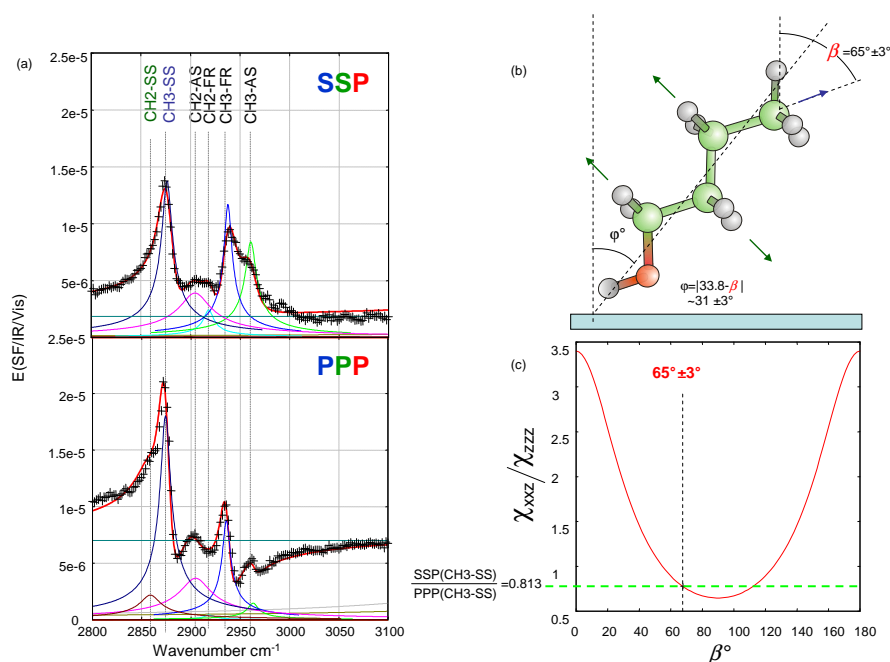 (a)
2.5e-5
2e-5
1.5e-5
1e-5
5e-6
2.5e-5
2e-5
1.5e-5
1e-5
5e-6
0
E(SF/IR/Vis)
CH2-SS
CH3-SS
CH2-AS
CH2-FR
CH3-FR
CH3-AS
SSP
PPP
2800 2850 2900 2950 3000 3050 3100
Wavenumber cm-1
(b)
β=65°±3°
φ°
φ=|33.8-β|
~31 ±3°
(c)
65°±3°
3.5
3
2.5
1.5
1
0.5
χxxz/χzzz
SSP(CH3-SS)
PPP(CH3-SS) =0.813
0 20 40 60 80 100 120 140 160 180
β°